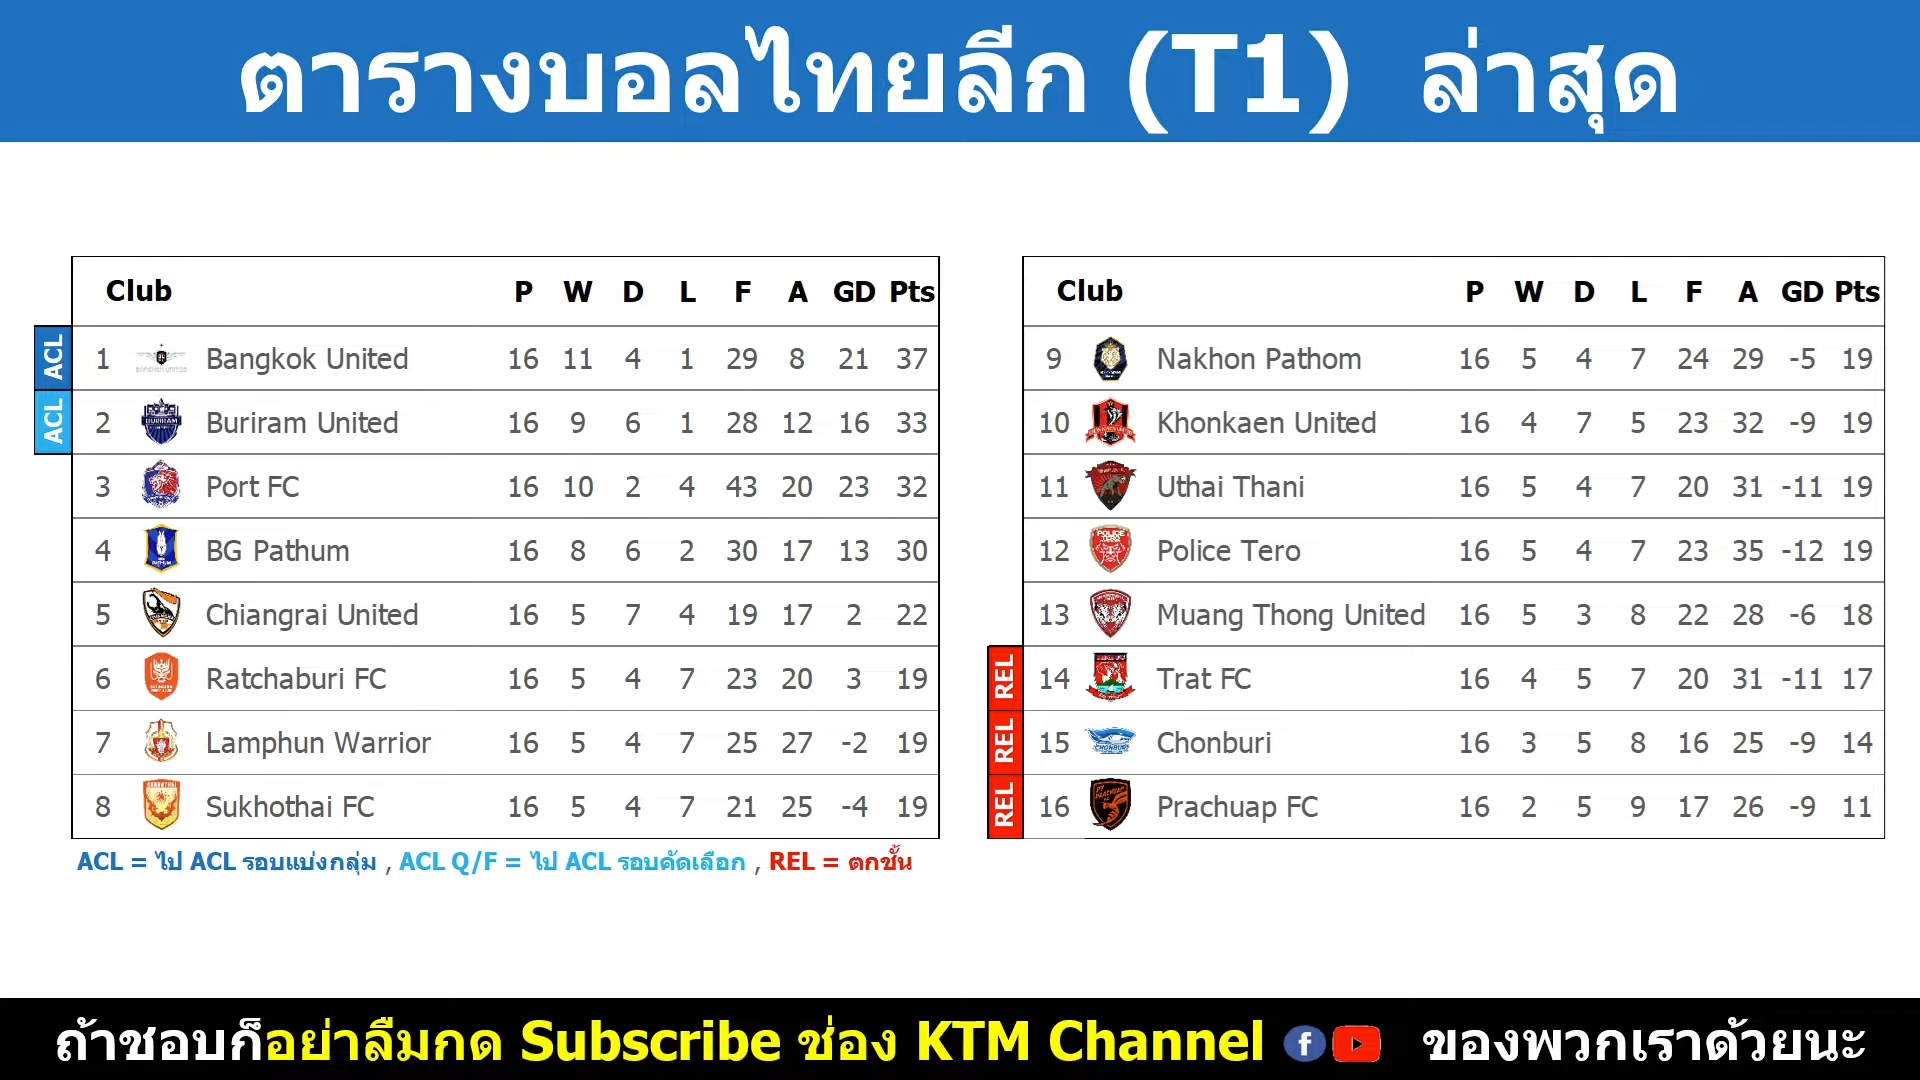 ตารางบอลไทยลีก (T1) ล่าสุด
Club P W D L F A GD Pts
ACL 1 Bangkok United 16 11 4 1 29 8 21 37
ACL 2 Buriram United 16 9 6 1 28 12 16 33
3 Port FC 16 10 2 4 43 20 23 32
4 BG Pathum 16 8 6 2 30 17 13 30
5 Chiangrai United 16 5 7 4 19 17 2 22
6 Ratchaburi FC 16 5 4 7 23 20 3 19
7 Lamphun Warrior 16 5 4 7 25 27 -2 19
8 Sukhothai FC 16 5 4 7 21 25 -4 19
Club P W D L F A GD Pts
9 Nakhon Pathom 16 5 4 7 24 29 -5 19
10 Khonkaen United 16 4 7 5 23 32 -9 19
11 Uthai Thani 16 5 4 7 20 31 -11 19
12 Police Tero 16 5 4 7 23 35 -12 19
13 Muang Thong United 16 5 3 8 22 28 -6 18
REL 14 Trat FC 16 4 5 7 20 31 -11 17
REL 15 Chonburi 16 3 5 8 16 25 -9 14
REL 16 Prachuap FC 16 2 5 9 17 26 -9 11
ACL = ไป ACL รอบแบ่งกลุ่ม , ACL Q/F = ไป ACL รอบคัดเลือก , REL = ตกชั้น
ถ้าชอบก็อย่าลืมกด Subscribe ช่อง KTM Channel ของพวกเราด้วยนะ